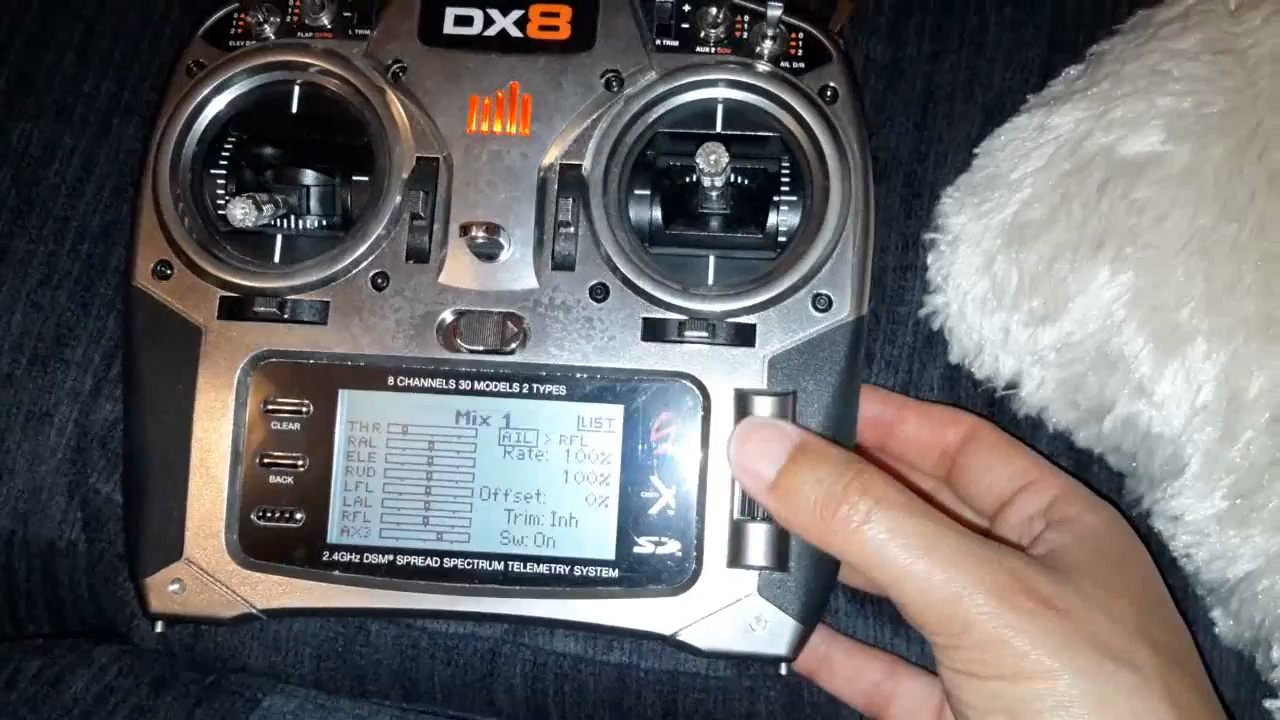 DX8
ELEV D/R
FLAP GYRO
L TRIM
R TRIM
AUX 2 GOV
AIL D/R
8 CHANNELS 30 MODELS 2 TYPES
CLEAR
BACK
Mix 1
LIST
THR
AIL > RFL
RAL
Rate: 100%
ELE
100%
RUD
LFL
Offset: 0%
LAL
Trim: Inh
RFL
Sw: On
AX3
2.4GHz DSM® SPREAD SPECTRUM TELEMETRY SYSTEM